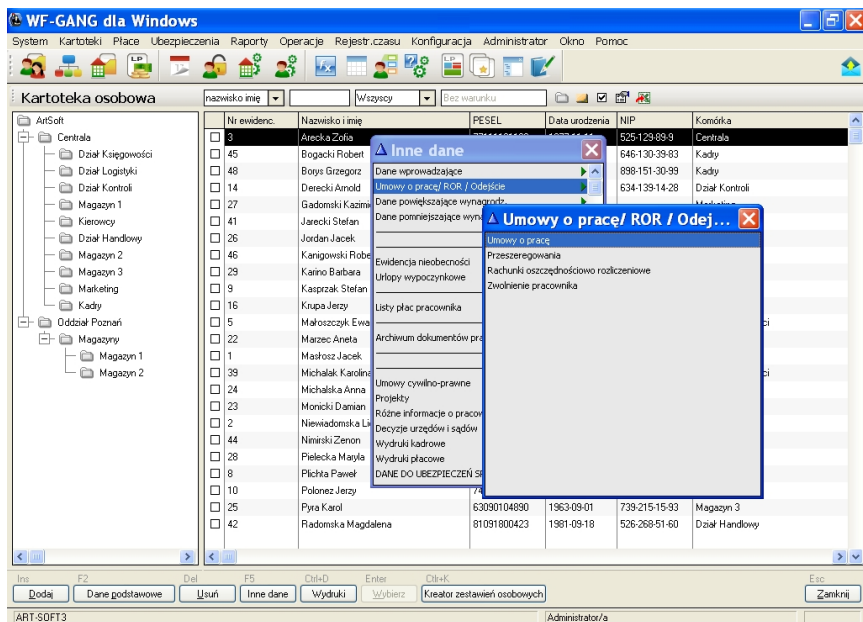 WF-GANG dla Windows
System Kartoteki Płace Ubezpieczenia Raporty Operacje Rejestr.czasu Konfiguracja Administrator Okno Pomoc
Kartoteka osobowa
nazwisko imię Wszyscy Bez warunku
ArtSoft
Centrala
Dział Księgowości
Dział Logistyki
Dział Kontroli
Magazyn 1
Kierowcy
Dział Handlowy
Magazyn 2
Magazyn 3
Marketing
Kadry
Oddział Poznań
Magazyny
Magazyn 1
Magazyn 2
Nr ewidenc. Nazwisko i imię PESEL Data urodzenia NIP Komórka
3 Arecka Zofia 525-129-89-9 Centrala
45 Bogacki Robert 646-130-39-83 Kadry
48 Borys Grzegorz 898-151-30-99 Kadry
14 Derecki Arnold 634-139-14-28 Dział Kontroli
27 Gadomski Kazimi
41 Jarecki Stefan
26 Jordan Jacek
46 Kanigowski Robe
29 Karino Barbara
9 Kasprzak Stefan
16 Krupa Jerzy
5 Małoszczyk Ewa ci
22 Marzec Aneta
1 Masłosz Jacek
39 Michalak Karolina ci
24 Michalska Anna
23 Monicki Damian
2 Niewiadomska Li
44 Nimirski Zenon
28 Pielecka Maryla
8 Plichta Paweł
10 Polonez Jerzy
25 Pyra Karol 63090104890 1963-09-01 739-215-15-93 Magazyn 3
42 Radomska Magdalena 81091800423 1981-09-18 526-268-51-60 Dział Handlowy
Inne dane
Dane wprowadzające
Umowy o pracę/ ROR / Odejście
Dane powiększające wynagrodz.
Dane pomniejszające wyna
Ewidencja nieobecności
Urlopy wypoczynkowe
Listy płac pracownika
Archiwum dokumentów pra
Umowy cywilno-prawne
Projekty
Różne informacje o pracow
Decyzje urzędów i sądów
Wydruki kadrowe
Wydruki płacowe
DANE DO UBEZPIECZEŃ SP
Umowy o pracę/ ROR / Odej...
Umowy o pracę
Przeszeregowania
Rachunki oszczędnościowo rozliczeniowe
Zwolnienie pracownika
Ins F2 Del F5 Ctrl+D Enter Ctlr+K Esc
Dodaj Dane podstawowe Usuń Inne dane Wydruki Wybierz Kreator zestawień osobowych Zamknij
ART-SOFT3 Administrator/a